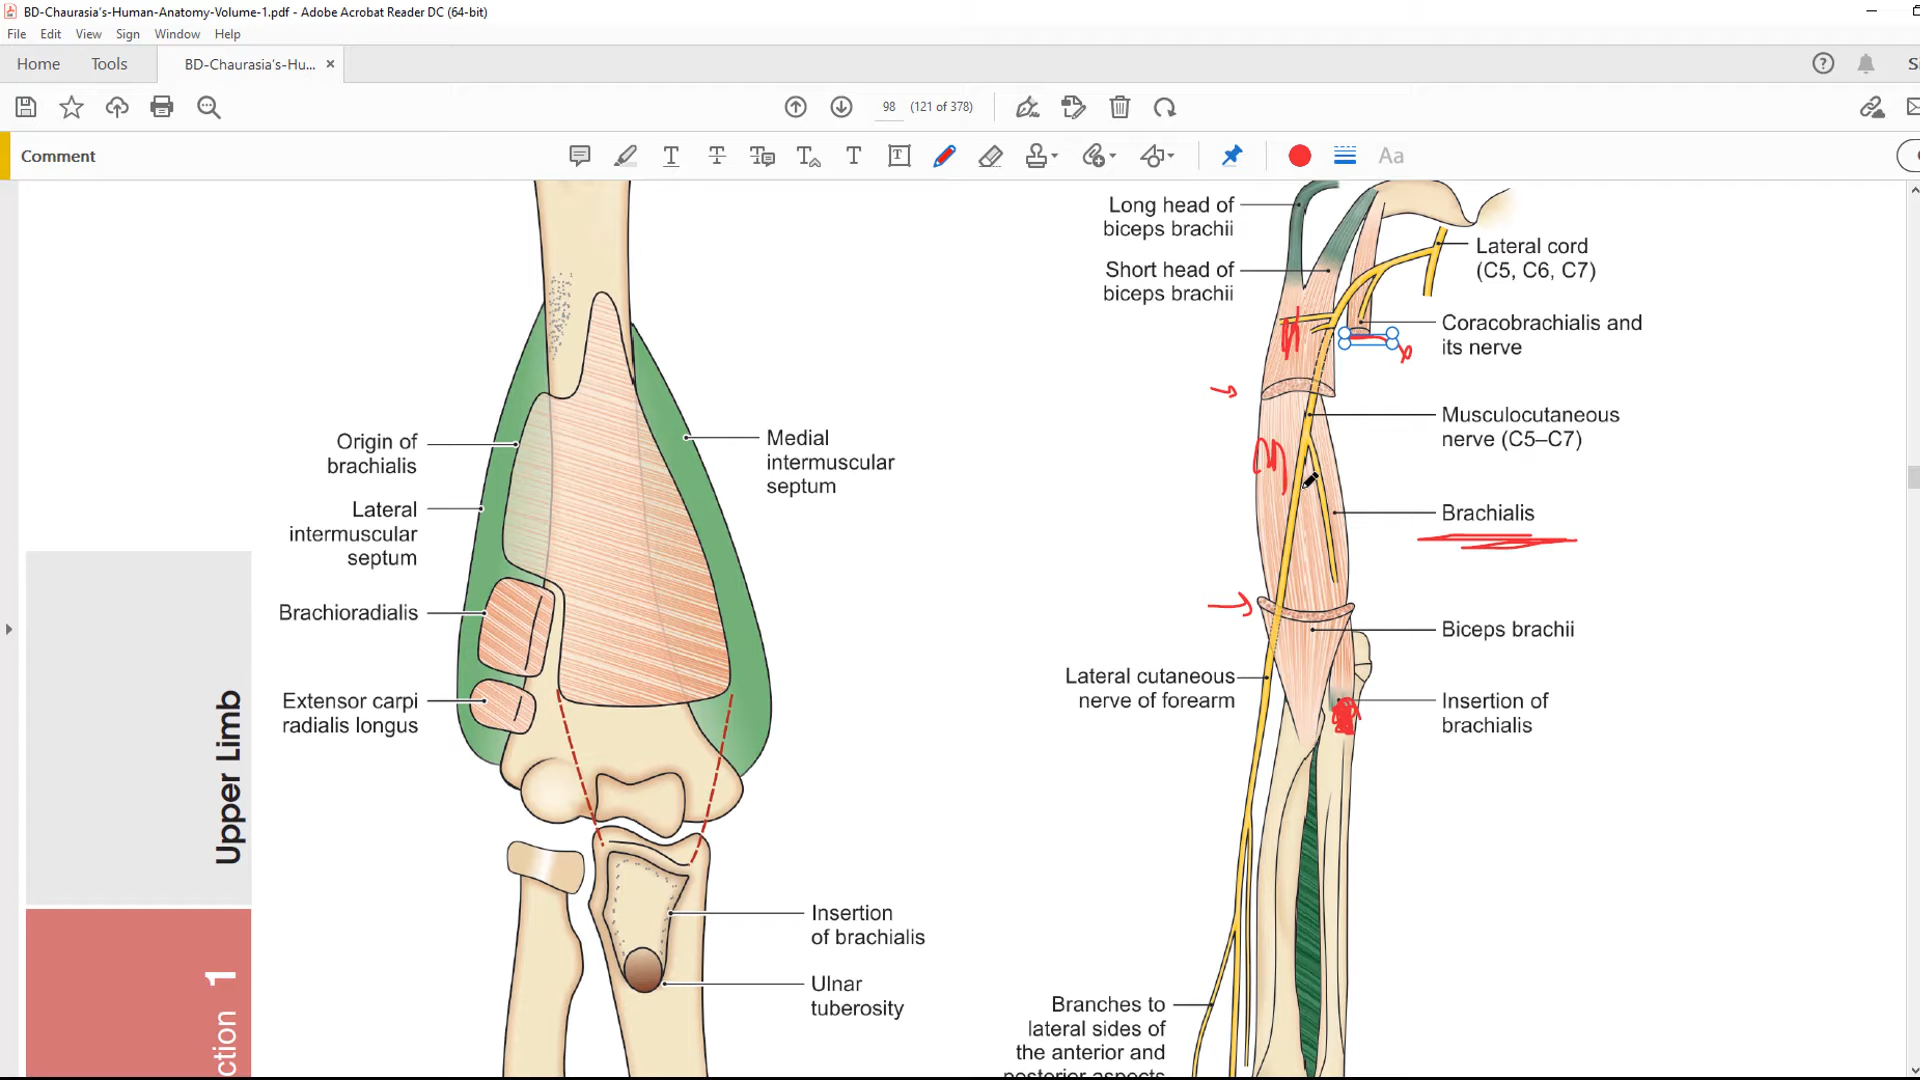 BD-Chaurasia's-Human-Anatomy-Volume-1.pdf - Adobe Acrobat Reader DC (64-bit)
File Edit View Sign Window Help
Home Tools BD-Chaurasia's-Hu... ×
98 (121 of 378)
Comment
Aa
Origin of
brachialis
Lateral
intermuscular
septum
Brachioradialis
Extensor carpi
radialis longus
Medial
intermuscular
septum
Insertion
of brachialis
Ulnar
tuberosity
Upper Limb
ction 1
Long head of
biceps brachii
Short head of
biceps brachii
Lateral cord
(C5, C6, C7)
Coracobrachialis and
its nerve
Musculocutaneous
nerve (C5–C7)
Brachialis
Biceps brachii
Lateral cutaneous
nerve of forearm
Insertion of
brachialis
Branches to
lateral sides of
the anterior and
posterior aspects